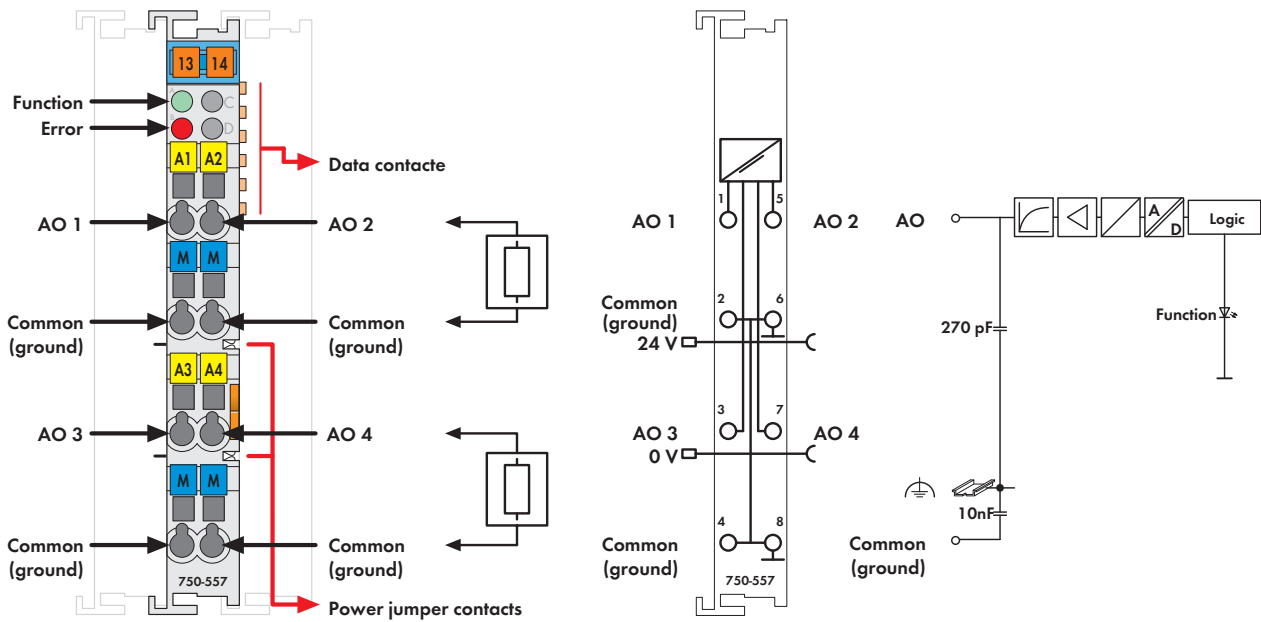 13 14
A
Function
C
B
Error
D
A1 A2
Data contacte
AO 1
AO 2
M M
Common
(ground)
Common
(ground)
A3 A4
AO 3
AO 4
M M
Common
(ground)
Common
(ground)
750-557
Power jumper contacts
1 5
AO 1
AO 2
2 6
Common
(ground)
24 V
3 7
AO 3
AO 4
0 V
4 8
Common
(ground)
750-557
AO
A
D
Logic
270 pF
Function
10nF
Common
(ground)